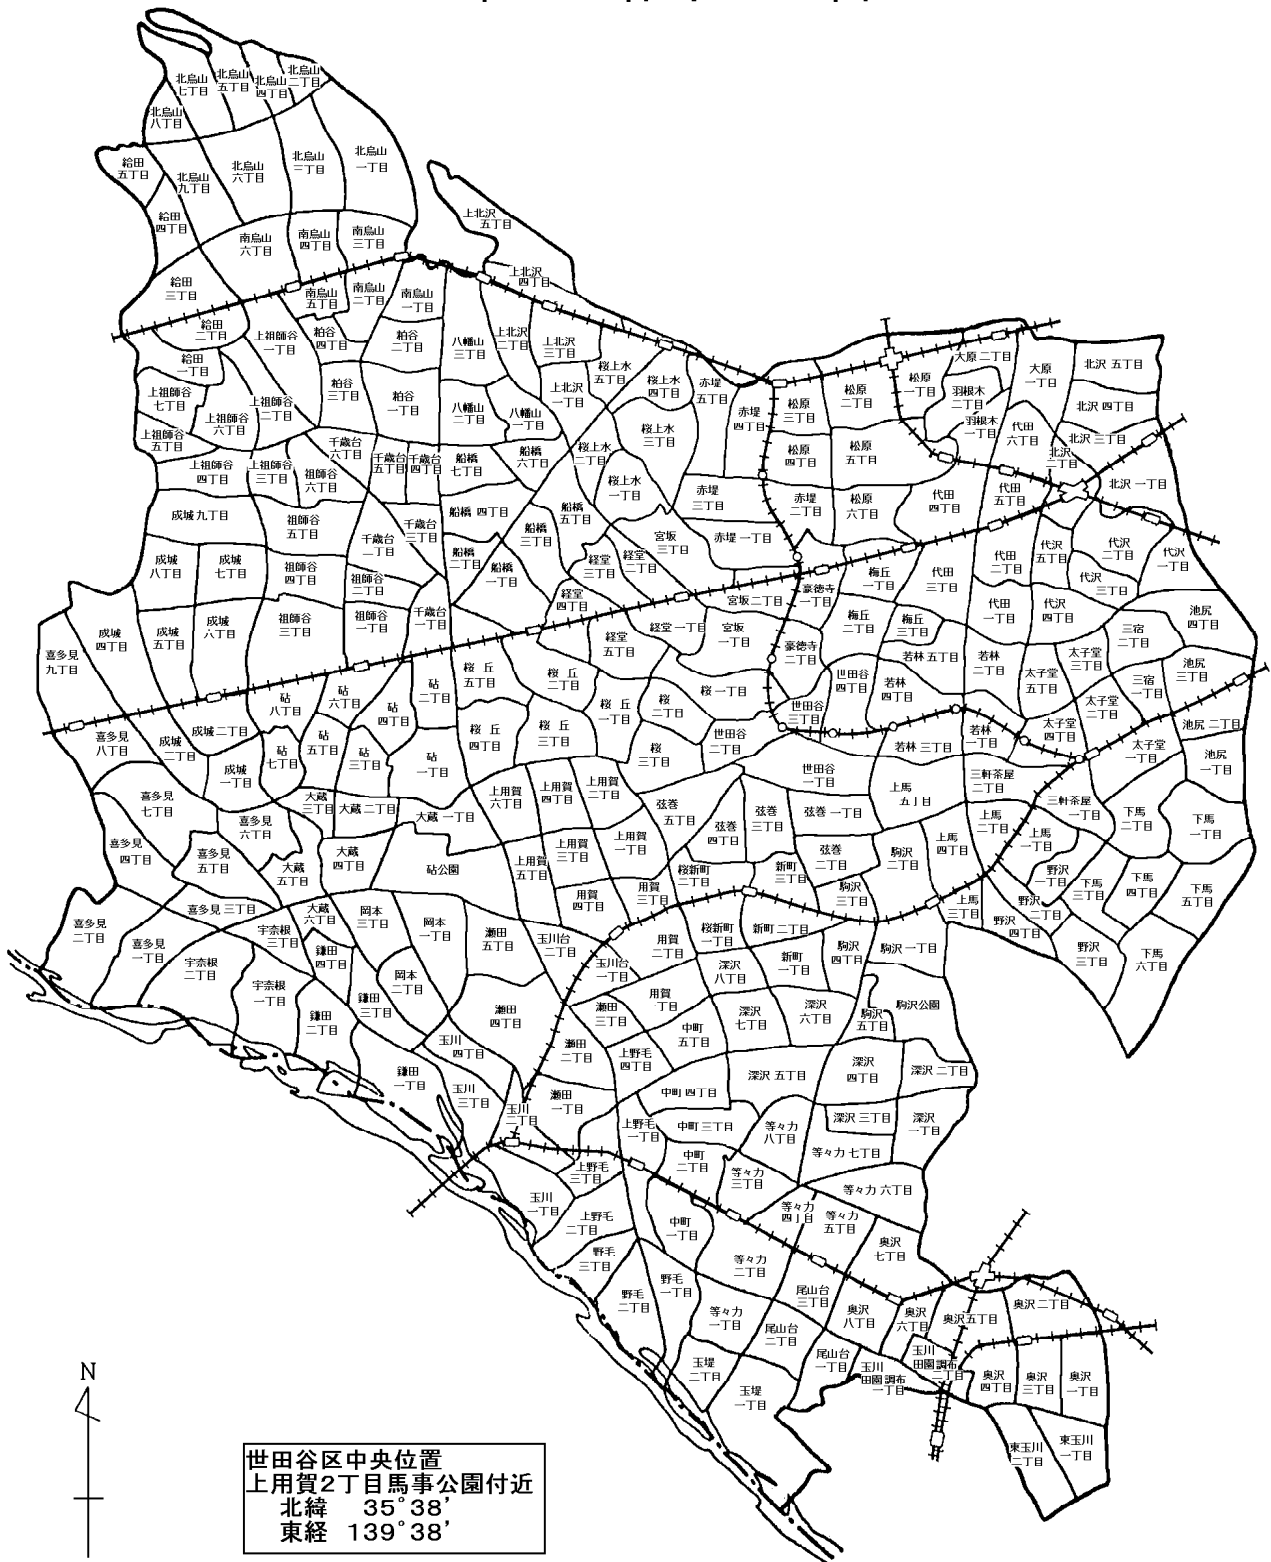 北烏山
七丁目
北烏山
五丁目
北烏山
四丁目
北烏山
二丁目
北烏山
八丁目
給田
五丁目
北烏山
九丁目
北烏山
六丁目
北烏山
三丁目
北烏山
一丁目
給田
四丁目
南烏山
六丁目
南烏山
四丁目
南烏山
三丁目
上北沢
五丁目
給田
三丁目
南烏山
五丁目
南烏山
二丁目
南烏山
一丁目
上北沢
四丁目
給田
二丁目
上祖師谷
一丁目
粕谷
四丁目
粕谷
二丁目
八幡山
三丁目
上北沢
二丁目
上北沢
三丁目
給田
一丁目
上祖師谷
七丁目
上祖師谷
六丁目
上祖師谷
二丁目
粕谷
三丁目
粕谷
一丁目
八幡山
二丁目
八幡山
一丁目
上北沢
一丁目
桜上水
五丁目
桜上水
四丁目
赤堤
五丁目
赤堤
四丁目
松原
三丁目
松原
二丁目
松原
一丁目
大原 二丁目
羽根木
二丁目
大原
一丁目
北沢 五丁目
北沢 四丁目
上祖師谷
五丁目
上祖師谷
四丁目
上祖師谷
三丁目
祖師谷
六丁目
千歳台
六丁目
千歳台
五丁目
千歳台
四丁目
船橋
七丁目
船橋
六丁目
桜上水
二丁目
桜上水
三丁目
桜上水
一丁目
松原
四丁目
松原
五丁目
羽根木
一丁目
代田
六丁目
北沢 三丁目
北沢
二丁目
北沢 一丁目
成城 九丁目
祖師谷
五丁目
千歳台
二丁目
千歳台
三丁目
船橋 四丁目
船橋
三丁目
船橋
五丁目
赤堤
三丁目
赤堤
二丁目
松原
六丁目
代田
四丁目
代田
五丁目
成城
八丁目
成城
七丁目
祖師谷
四丁目
祖師谷
二丁目
船橋
二丁目
船橋
一丁目
経堂
三丁目
経堂
二丁目
宮坂
三丁目
赤堤 一丁目
梅丘
一丁目
代田
三丁目
代田
二丁目
代沢
五丁目
代沢
二丁目
代沢
一丁目
代沢
三丁目
喜多見
九丁目
成城
四丁目
成城
五丁目
成城
六丁目
祖師谷
三丁目
祖師谷
一丁目
千歳台
一丁目
経堂
四丁目
経堂
五丁目
経堂 一丁目
宮坂 二丁目
宮坂
一丁目
豪徳寺
一丁目
豪徳寺
二丁目
梅丘
二丁目
梅丘
三丁目
代田
一丁目
代沢
四丁目
三宿
二丁目
池尻
四丁目
喜多見
八丁目
成城
二丁目
成城 二丁目
砧
八丁目
砧
六丁目
砧
四丁目
砧
二丁目
桜 丘
五丁目
桜 丘
二丁目
桜 丘
一丁目
桜
二丁目
桜 一丁目
世田谷
三丁目
世田谷
四丁目
若林 五丁目
若林
四丁目
若林
二丁目
太子堂
五丁目
太子堂
三丁目
太子堂
二丁目
三宿
一丁目
池尻
三丁目
成城
一丁目
砧
七丁目
砧
五丁目
砧
三丁目
砧
一丁目
桜 丘
四丁目
桜 丘
三丁目
桜
三丁目
世田谷
二丁目
世田谷
一丁目
若林 三丁目
若林
一丁目
太子堂
四丁目
太子堂
一丁目
池尻 二丁目
池尻
一丁目
喜多見
七丁目
喜多見
六丁目
大蔵
三丁目
大蔵 二丁目
大蔵 一丁目
上用賀
六丁目
上用賀
四丁目
上用賀
二丁目
弦巻
五丁目
弦巻
四丁目
弦巻
三丁目
弦巻 一丁目
上馬
五丁目
三軒茶屋
二丁目
三軒茶屋
一丁目
下馬
二丁目
下馬
一丁目
喜多見
四丁目
喜多見
五丁目
大蔵
五丁目
大蔵
四丁目
砧公園
上用賀
五丁目
上用賀
三丁目
上用賀
一丁目
桜新町
二丁目
新町
三丁目
弦巻
二丁目
駒沢
二丁目
上馬
四丁目
上馬
二丁目
上馬
一丁目
野沢
一丁目
下馬
三丁目
下馬
四丁目
下馬
五丁目
喜多見
二丁目
喜多見
一丁目
喜多見 三丁目
宇奈根
三丁目
大蔵
六丁目
岡本
三丁目
岡本
一丁目
瀬田
五丁目
玉川台
二丁目
用賀
四丁目
用賀
三丁目
用賀
二丁目
桜新町
一丁目
新町 二丁目
駒沢
三丁目
駒沢
四丁目
駒沢 一丁目
上馬
三丁目
野沢
四丁目
野沢
二丁目
野沢
三丁目
下馬
六丁目
宇奈根
二丁目
宇奈根
一丁目
鎌田
四丁目
鎌田
三丁目
鎌田
二丁目
岡本
二丁目
瀬田
四丁目
玉川台
一丁目
瀬田
三丁目
用賀
一丁目
深沢
八丁目
新町
一丁目
深沢
七丁目
深沢
六丁目
駒沢
五丁目
駒沢公園
鎌田
一丁目
玉川
四丁目
玉川
三丁目
玉川
二丁目
瀬田
二丁目
瀬田
一丁目
上野毛
四丁目
中町
五丁目
中町 四丁目
深沢 五丁目
深沢
四丁目
深沢 二丁目
深沢 三丁目
深沢
一丁目
上野毛
一丁目
中町 三丁目
中町
二丁目
等々力
八丁目
等々力 七丁目
等々力
三丁目
等々力 六丁目
上野毛
三丁目
玉川
一丁目
上野毛
二丁目
中町
一丁目
等々力
四丁目
等々力
五丁目
奥沢
七丁目
野毛
三丁目
野毛
二丁目
野毛
一丁目
等々力
二丁目
等々力
一丁目
尾山台
三丁目
尾山台
二丁目
尾山台
一丁目
奥沢
八丁目
奥沢
六丁目
奥沢五丁目
奥沢 二丁目
玉堤
二丁目
玉堤
一丁目
玉川
田園調布
一丁目
玉川
田園調布
二丁目
奥沢
四丁目
奥沢
三丁目
奥沢
一丁目
東玉川
二丁目
東玉川
一丁目
N
世田谷区中央位置
上用賀2丁目馬事公園付近
北緯 35°38'
東経 139°38'